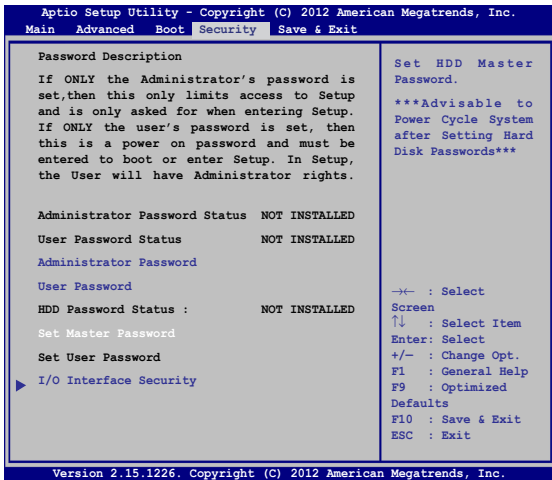 Aptio Setup Utility - Copyright (C) 2012 American Megatrends, Inc.
Main Advanced Boot Security Save & Exit
Password Description
If ONLY the Administrator's password is
set,then this only limits access to Setup
and is only asked for when entering Setup.
If ONLY the user's password is set, then
this is a power on password and must be
entered to boot or enter Setup. In Setup,
the User will have Administrator rights.
Administrator Password Status NOT INSTALLED
User Password Status NOT INSTALLED
Administrator Password
User Password
HDD Password Status : NOT INSTALLED
Set Master Password
Set User Password
I/O Interface Security
Set HDD Master
Password.
***Advisable to
Power Cycle System
after Setting Hard
Disk Passwords***
→← : Select
Screen
↑↓ : Select Item
Enter: Select
+/— : Change Opt.
F1 : General Help
F9 : Optimized
Defaults
F10 : Save & Exit
ESC : Exit
Version 2.15.1226. Copyright (C) 2012 American Megatrends, Inc.